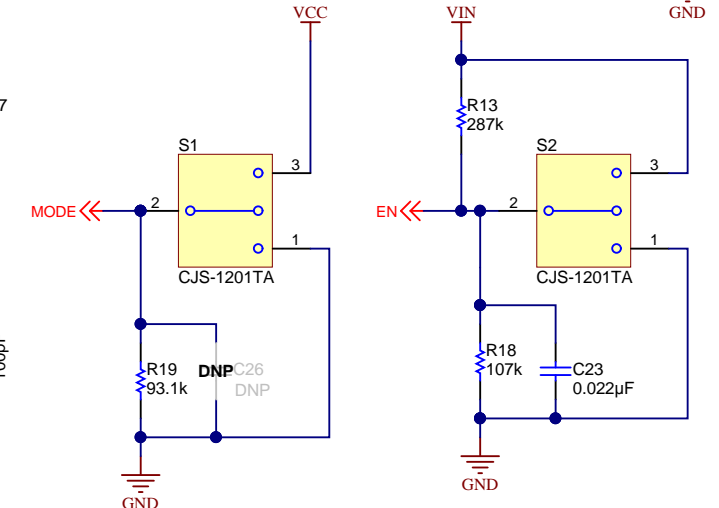 VCC
VIN
GND
7
R13
287k
S1
S2
3
3
MODE
2
EN
2
1
1
CJS-1201TA
CJS-1201TA
R19
93.1k
DNP
C26
DNP
R18
107k
C23
0.022µF
GND
GND